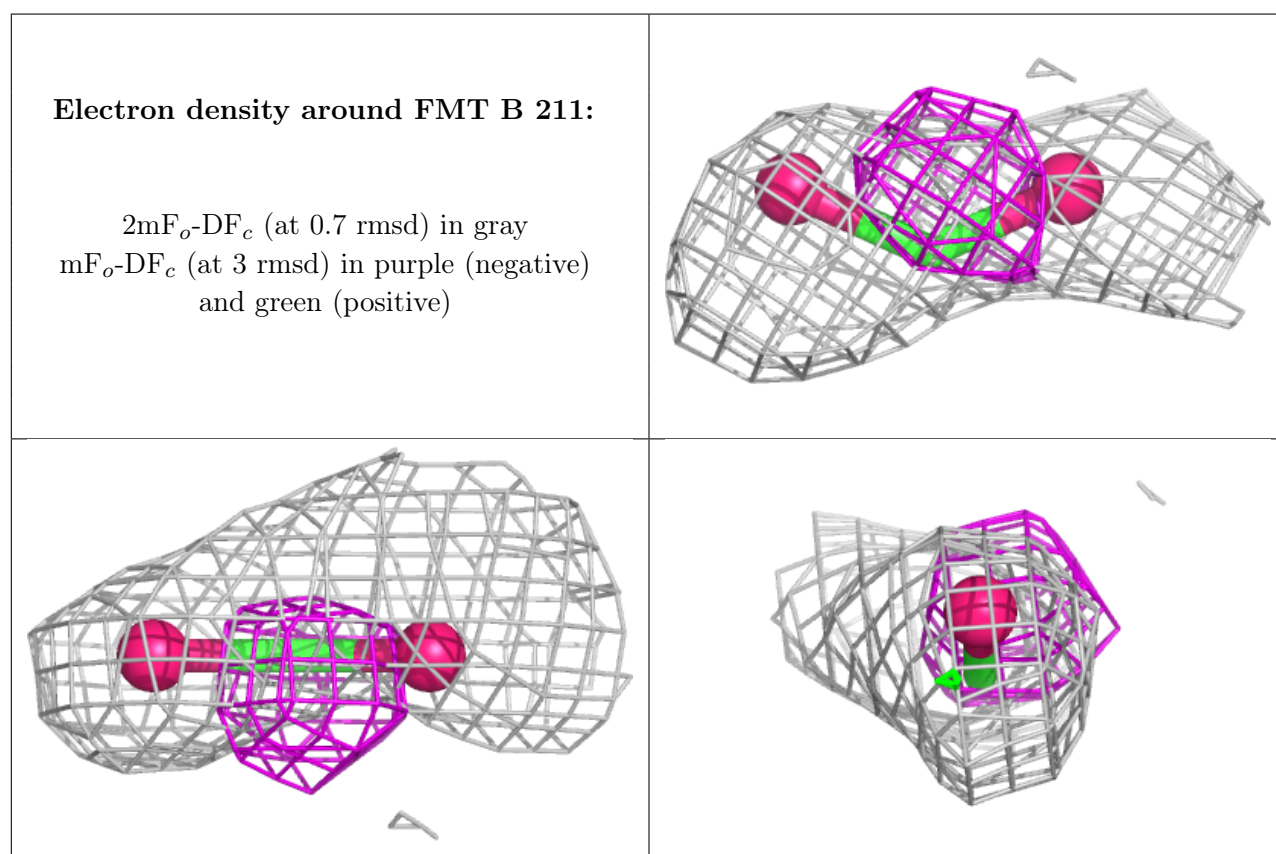 Electron density around FMT B 211:
2mFo-DFc (at 0.7 rmsd) in gray
mFo-DFc (at 3 rmsd) in purple (negative)
and green (positive)